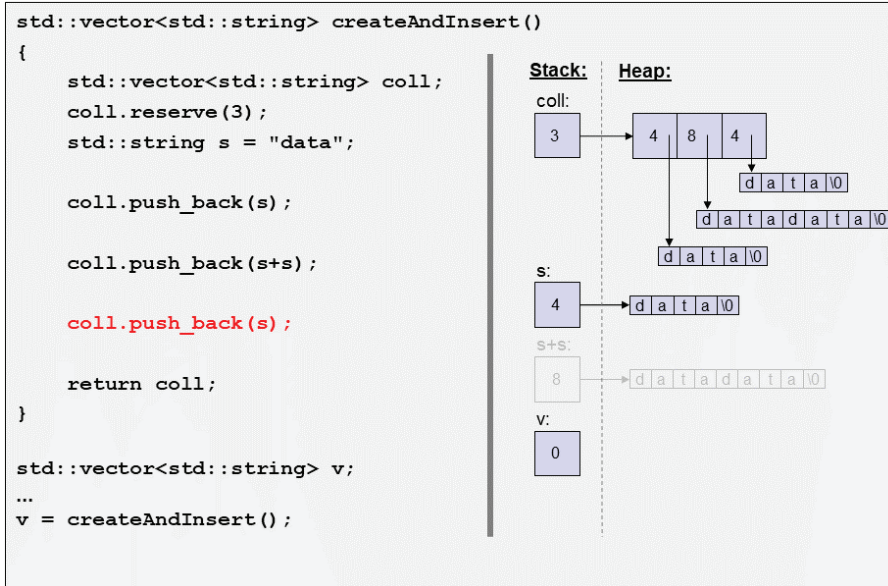 std::vector<std::string> createAndInsert()
{
std::vector<std::string> coll;
coll.reserve(3);
std::string s = "data";
coll.push_back(s);
coll.push_back(s+s);
coll.push_back(s);
return coll;
}
std::vector<std::string> v;
...
v = createAndInsert();
Stack: Heap:
coll:
3 4 8 4
d a t a \0
d a t a d a t a \0
d a t a \0
s:
4 d a t a \0
s+s:
8 d a t a d a t a \0
v:
0